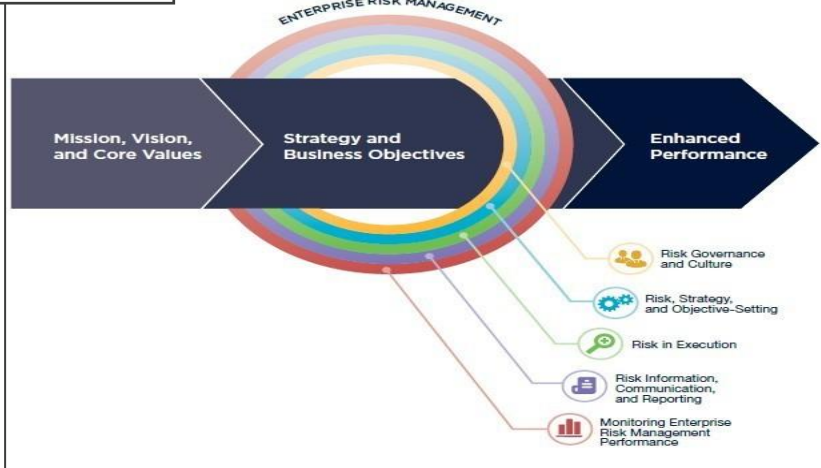 ENTERPRISE RISK MANAGEMENT
Mission, Vision,
and Core Values
Strategy and
Business Objectives
Enhanced
Performance
Risk Governance
and Culture
Risk, Strategy,
and Objective-Setting
Risk in Execution
Risk Information,
Communication,
and Reporting
Monitoring Enterprise
Risk Management
Performance